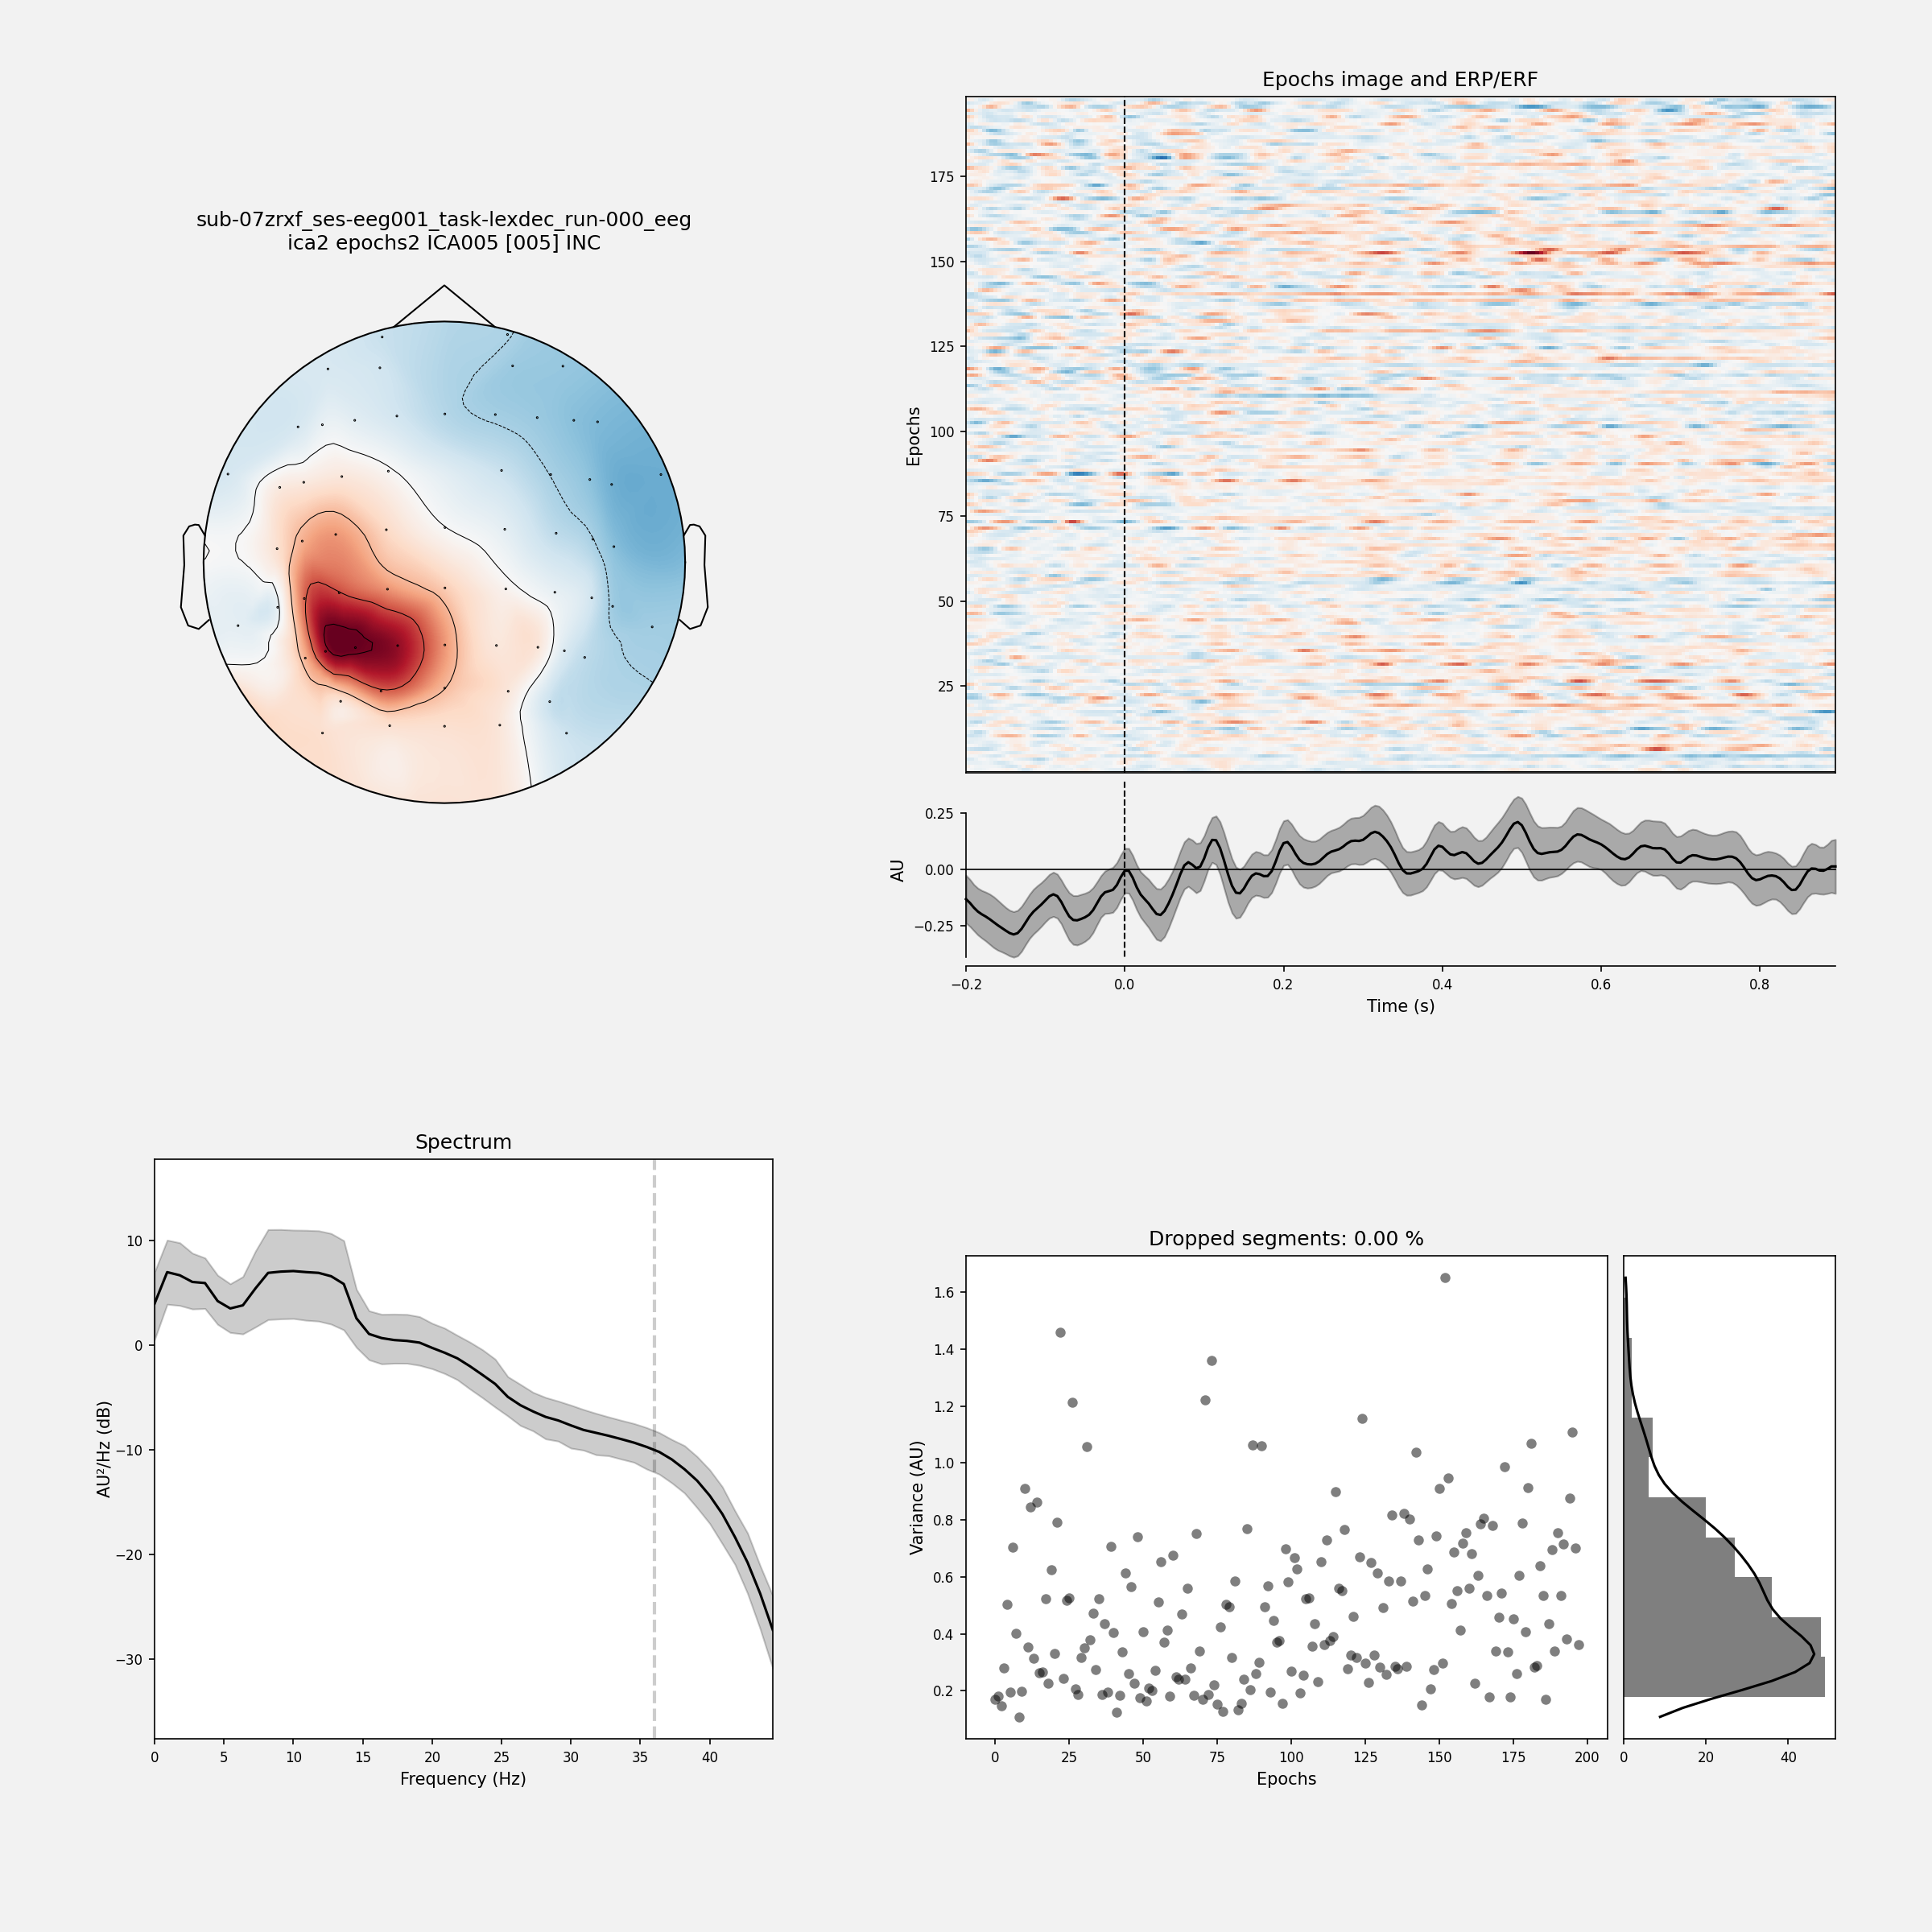 sub-07zrxf_ses-eeg001_task-lexdec_run-000_eeg
ica2 epochs2 ICA005 [005] INC
Epochs image and ERP/ERF
Epochs
175
150
125
100
75
50
25
AU
0.25
0.00
−0.25
−0.2 0.0 0.2 0.4 0.6 0.8
Time (s)
Spectrum
AU²/Hz (dB)
10
0
−10
−20
−30
0 5 10 15 20 25 30 35 40
Frequency (Hz)
Dropped segments: 0.00 %
Variance (AU)
1.6
1.4
1.2
1.0
0.8
0.6
0.4
0.2
0 25 50 75 100 125 150 175 200
Epochs
0 20 40